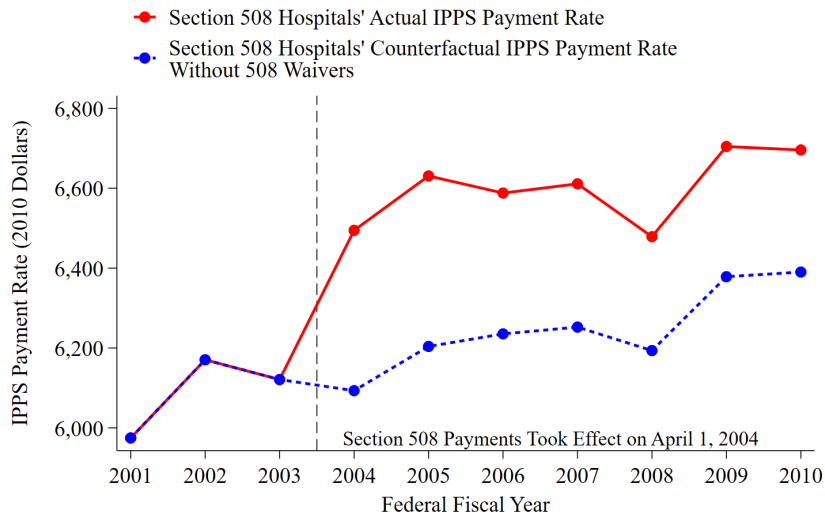 Section 508 Hospitals' Actual IPPS Payment Rate
Section 508 Hospitals' Counterfactual IPPS Payment Rate
Without 508 Waivers
IPPS Payment Rate (2010 Dollars)
6,800
6,600
6,400
6,200
6,000
Section 508 Payments Took Effect on April 1, 2004
2001 2002 2003 2004 2005 2006 2007 2008 2009 2010
Federal Fiscal Year